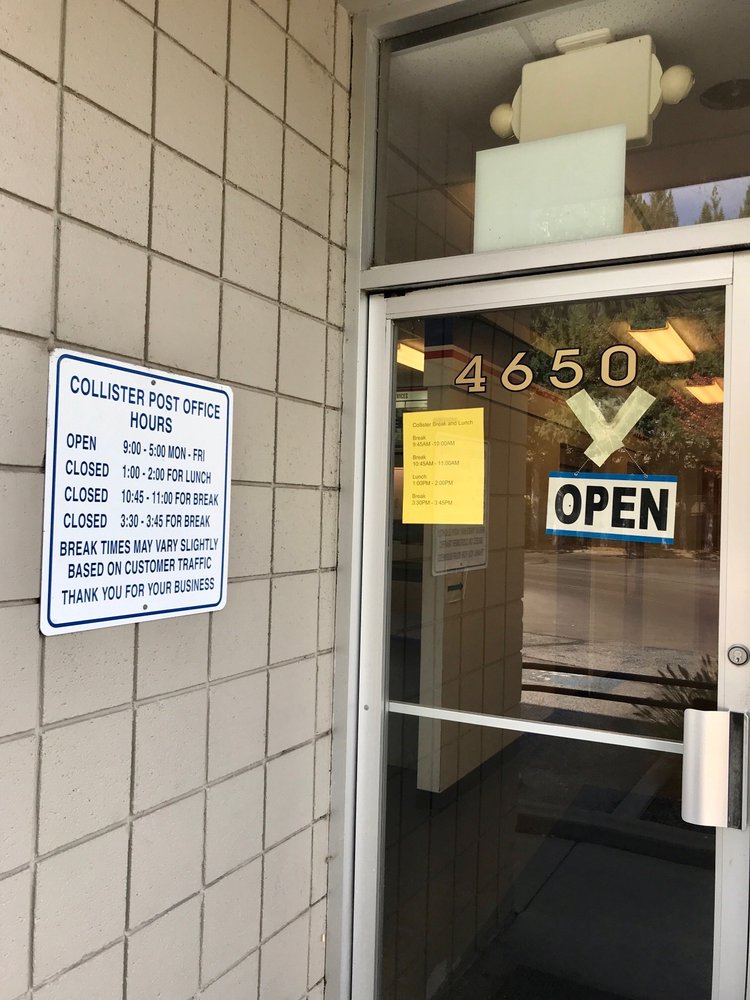 COLLISTER POST OFFICE
HOURS
OPEN 9:00 - 5:00 MON - FRI
CLOSED 1:00 - 2:00 FOR LUNCH
CLOSED 10:45 - 11:00 FOR BREAK
CLOSED 3:30 - 3:45 FOR BREAK
BREAK TIMES MAY VARY SLIGHTLY
BASED ON CUSTOMER TRAFFIC
THANK YOU FOR YOUR BUSINESS
4650
Collister Break and Lunch
Break
9:45AM - 10:00AM
Break
10:45AM - 11:00AM
Lunch
1:00PM - 2:00PM
Break
3:30PM - 3:45PM
OPEN